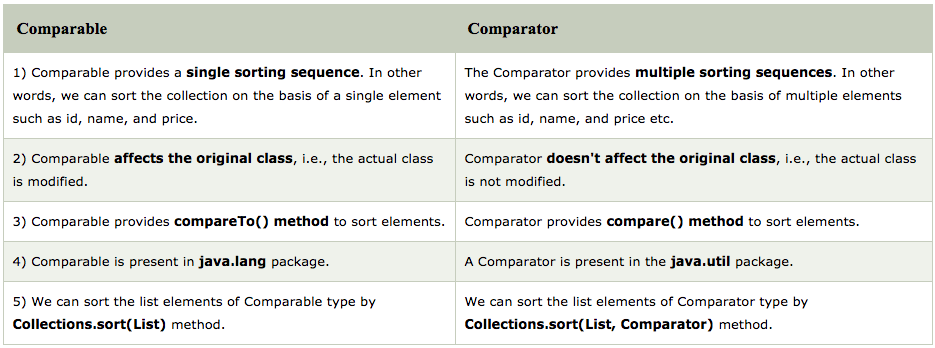 Comparable
Comparator
1) Comparable provides a single sorting sequence. In other
words, we can sort the collection on the basis of a single element
such as id, name, and price.
The Comparator provides multiple sorting sequences. In other
words, we can sort the collection on the basis of multiple elements
such as id, name, and price etc.
2) Comparable affects the original class, i.e., the actual class
is modified.
Comparator doesn't affect the original class, i.e., the actual class
is not modified.
3) Comparable provides compareTo() method to sort elements.
Comparator provides compare() method to sort elements.
4) Comparable is present in java.lang package.
A Comparator is present in the java.util package.
5) We can sort the list elements of Comparable type by
Collections.sort(List) method.
We can sort the list elements of Comparator type by
Collections.sort(List, Comparator) method.